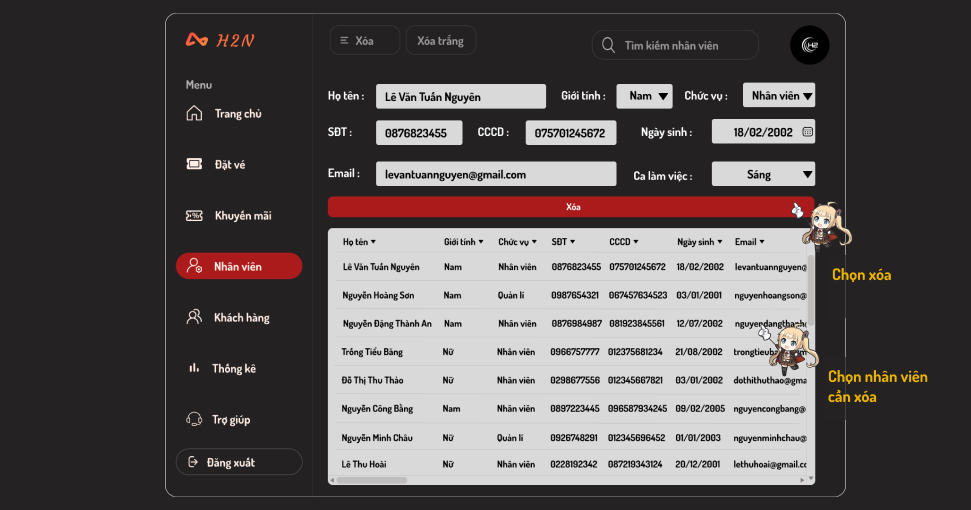 H2N
Xóa
Xóa trắng
Tìm kiếm nhân viên
H2
Menu
Trang chủ
Đặt vé
Khuyến mãi
Nhân viên
Khách hàng
Thống kê
Trợ giúp
Đăng xuất
Họ tên : Lê Văn Tuấn Nguyên Giới tính : Nam Chức vụ : Nhân viên
SĐT : 0876823455 CCCD : 075701245672 Ngày sinh : 18/02/2002
Email : levantuannguyen@gmail.com Ca làm việc : Sáng
Xóa
Họ tên Giới tính Chức vụ SĐT CCCD Ngày sinh Email
Lê Văn Tuấn Nguyên Nam Nhân viên 0876823455 075701245672 18/02/2002 levantuannguyen@
Nguyễn Hoàng Sơn Nam Quản lí 0987654321 067457634523 03/01/2001 nguyenhoangson@
Nguyễn Đặng Thành An Nam Nhân viên 0876984987 081923845561 12/07/2002 nguyendangthanh
Trống Tiểu Bàng Nữ Nhân viên 0966757777 012375681234 21/08/2002
Đỗ Thị Thu Thảo Nữ Nhân viên 0298677556 012345667821 03/01/2002 dothithuthao@gma
Nguyễn Công Bằng Nam Nhân viên 0897223445 096587934245 09/02/2005 nguyencongbang@
Nguyễn Minh Châu Nữ Quản lí 0926748291 012345696452 01/01/2003 nguyenminhchau@
Lê Thu Hoài Nữ Nhân viên 0228192342 087219343124 20/12/2001 lethuhoai@gmail.cc
Chọn xóa
Chọn nhân viên
cần xóa